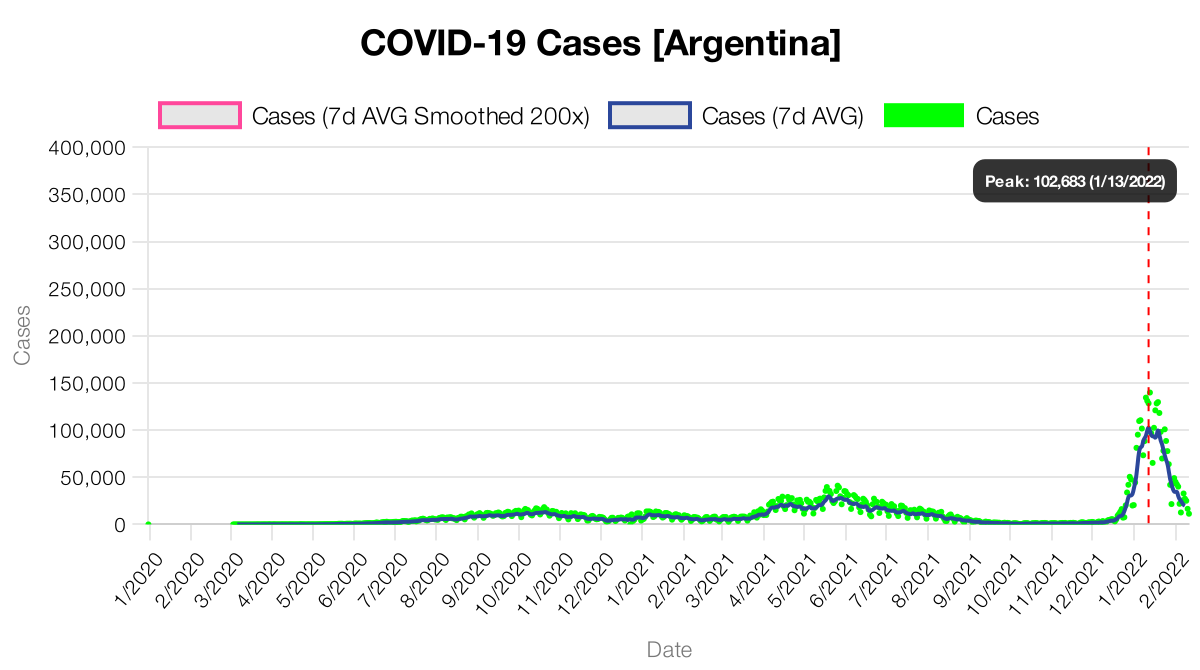 COVID-19 Cases [Argentina]
Cases (7d AVG Smoothed 200x) Cases (7d AVG) Cases
400,000
350,000
300,000
250,000
200,000
150,000
100,000
50,000
0
Cases
Peak: 102,683 (1/13/2022)
1/2020 2/2020 3/2020 4/2020 5/2020 6/2020 7/2020 8/2020 9/2020 10/2020 11/2020 12/2020 1/2021 2/2021 3/2021 4/2021 5/2021 6/2021 7/2021 8/2021 9/2021 10/2021 11/2021 12/2021 1/2022 2/2022
Date